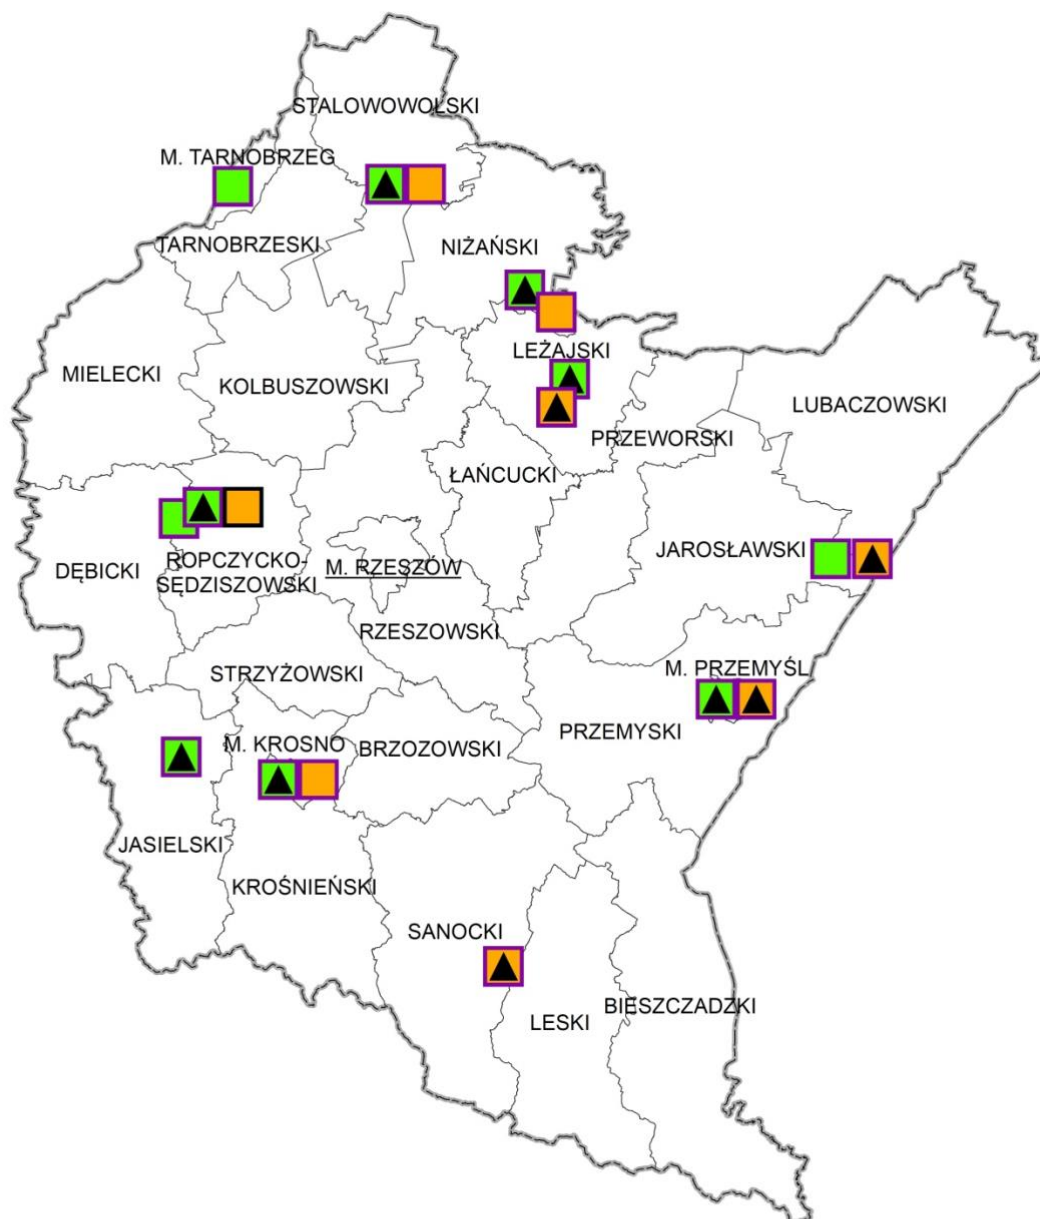 STALOWOWOLSKI
M. TARNOBRZEG
TARNOBRZESKI
NIŻAŃSKI
LEŻAJSKI
MIELECKI
KOLBUSZOWSKI
LUBACZOWSKI
PRZEWORSKI
ŁAŃCUCKI
JAROSŁAWSKI
DĘBICKI
ROPCZYCKO-
SĘDZISZOWSKI
M. RZESZÓW
RZESZOWSKI
STRZYŻOWSKI
M. PRZEMYŚL
PRZEMYSKI
M. KROSNO
BRZOZOWSKI
JASIELSKI
KROŚNIEŃSKI
SANOCKI
BIESZCZADZKI
LESKI